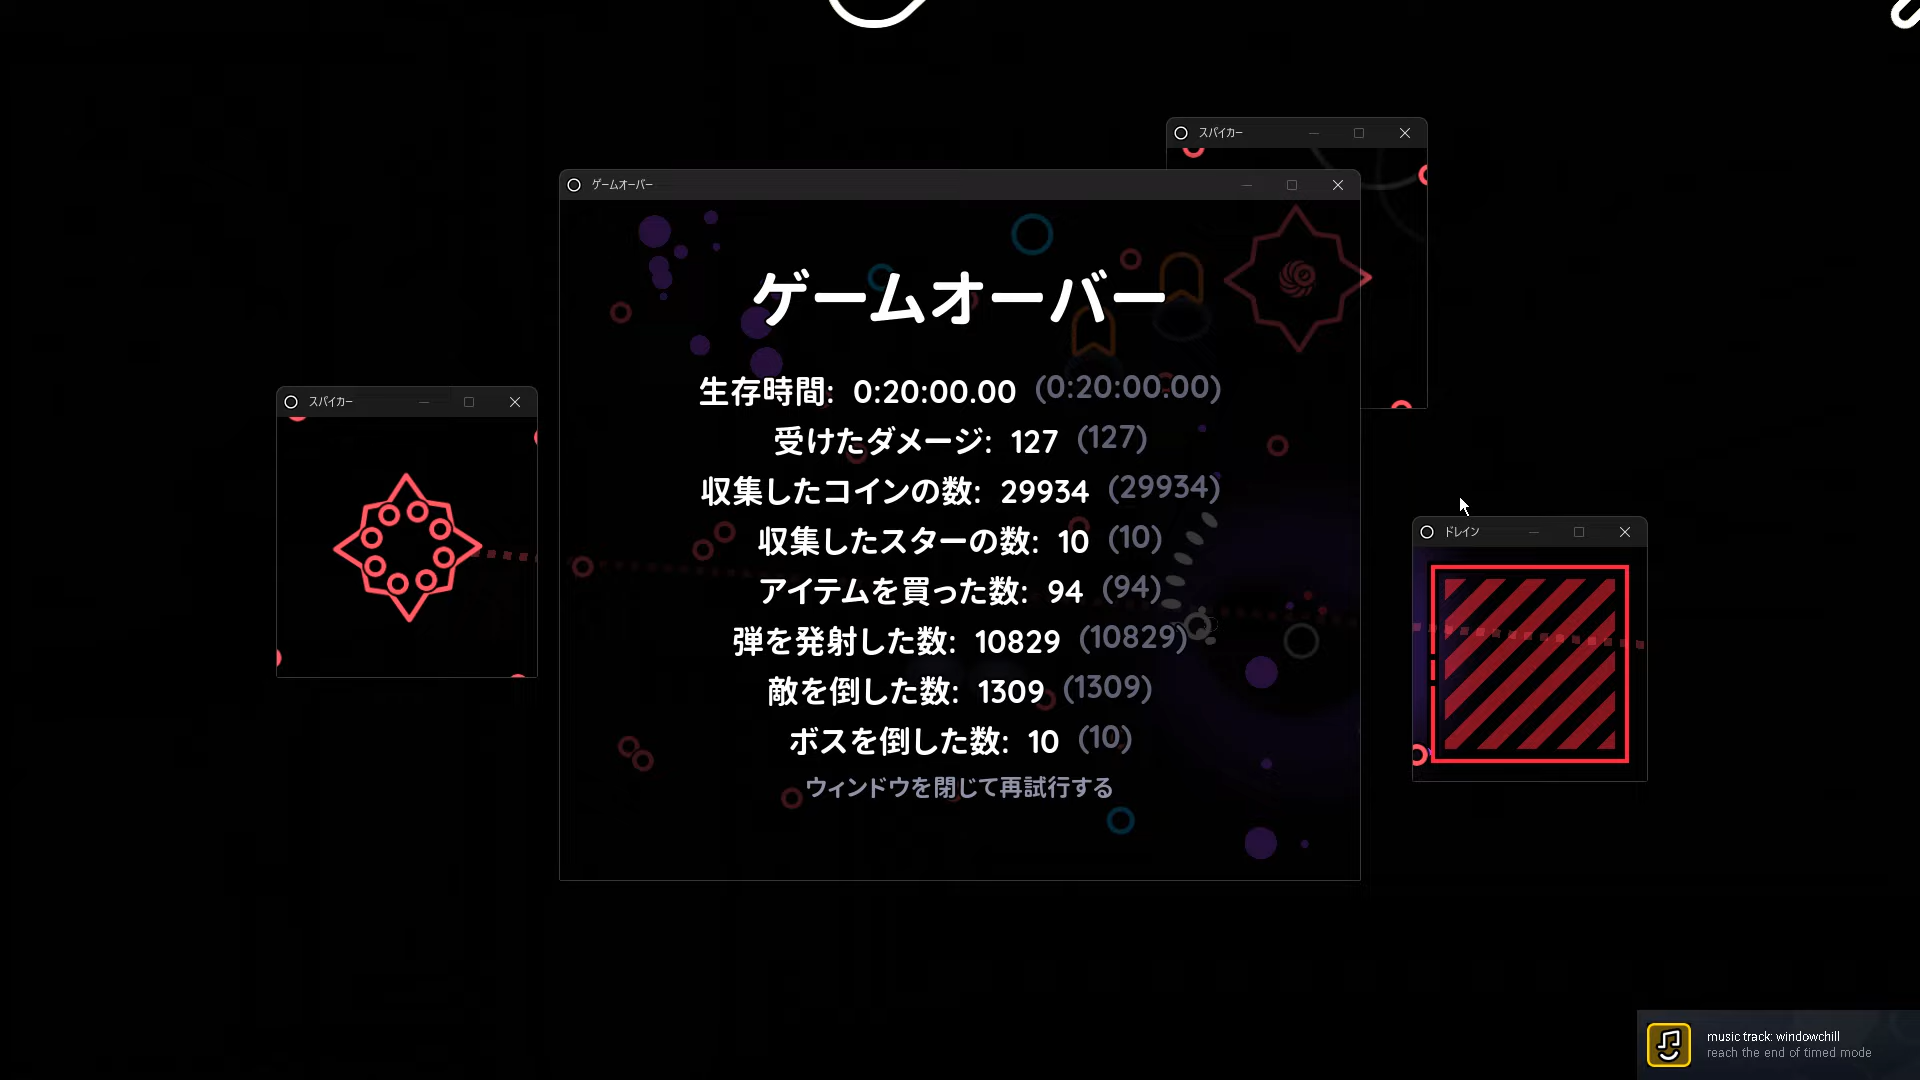 スパイカー
ゲームオーバー
ゲームオーバー
生存時間: 0:20:00.00 (0:20:00.00)
受けたダメージ: 127 (127)
収集したコインの数: 29934 (29934)
収集したスターの数: 10 (10)
アイテムを買った数: 94 (94)
弾を発射した数: 10829 (10829)
敵を倒した数: 1309 (1309)
ボスを倒した数: 10 (10)
ウィンドウを閉じて再試行する
スパイカー
ドレイン
music track: windowchill
reach the end of timed mode